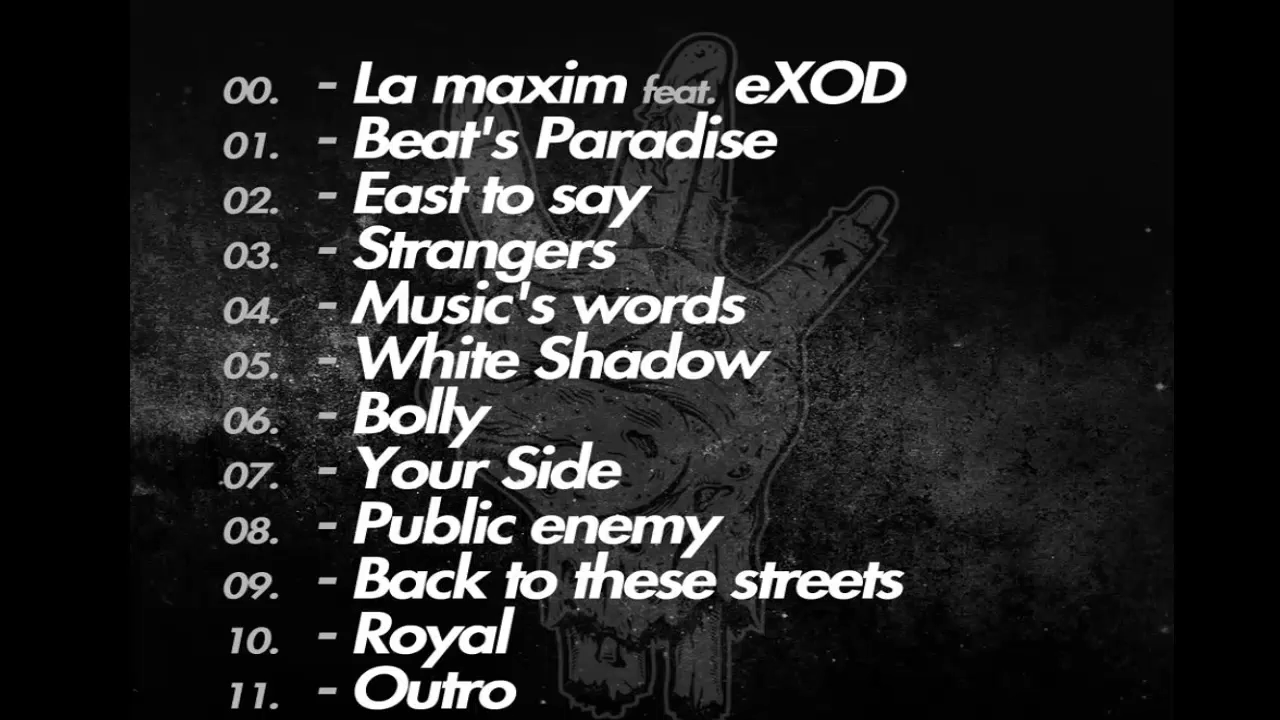 00. - La maxim feat. eXOD
01. - Beat's Paradise
02. - East to say
03. - Strangers
04. - Music's words
05. - White Shadow
06. - Bolly
07. - Your Side
08. - Public enemy
09. - Back to these streets
10. - Royal
11. - Outro